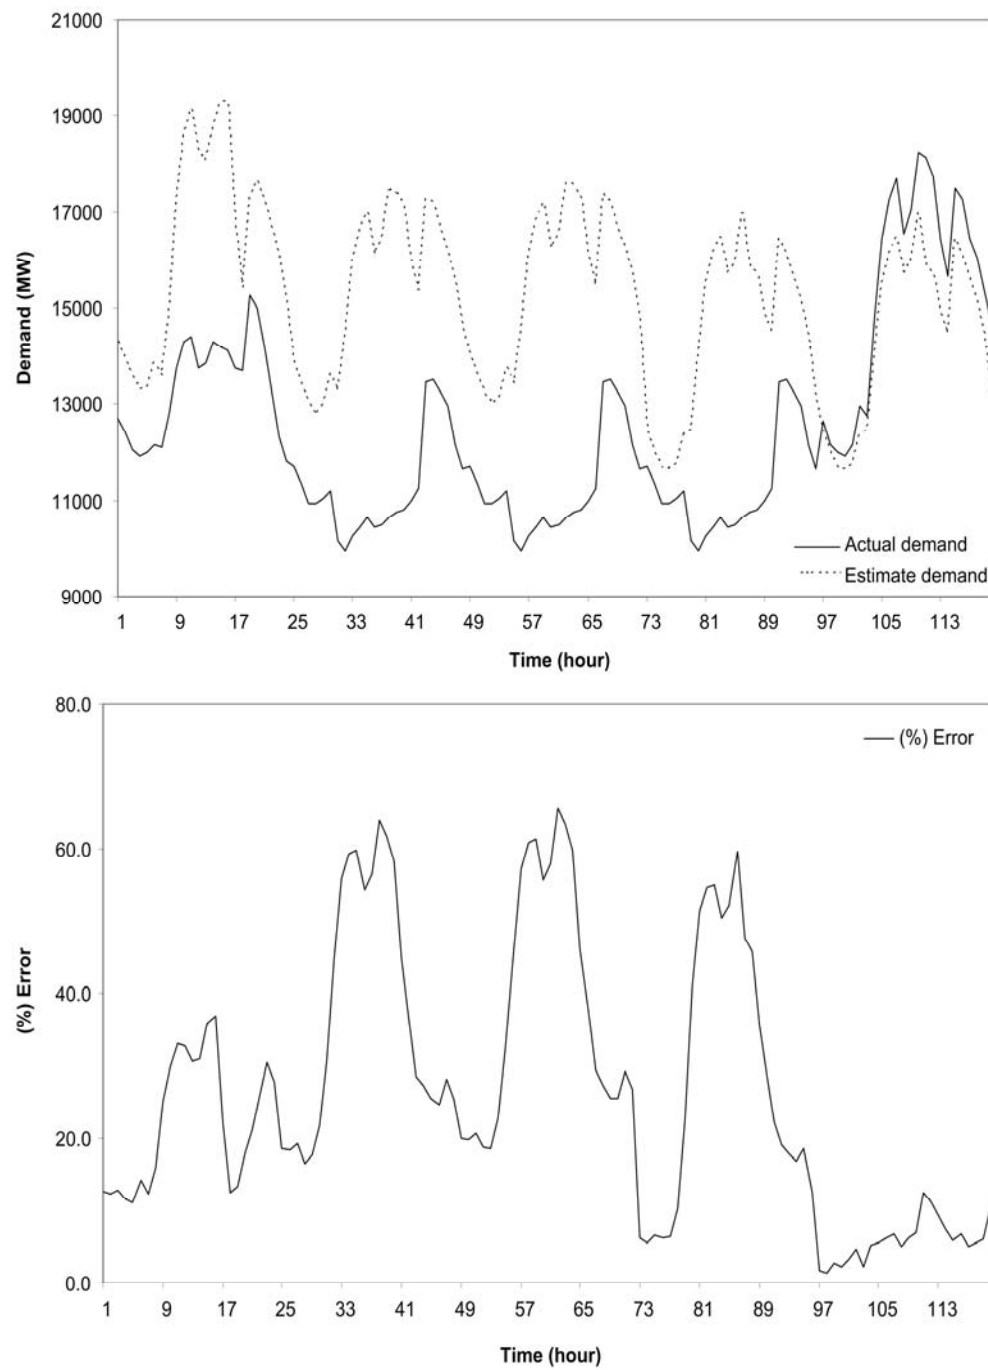 21000
19000
17000
15000
13000
11000
9000
Demand (MW)
Actual demand
Estimate demand
1 9 17 25 33 41 49 57 65 73 81 89 97 105 113
Time (hour)
80.0
60.0
40.0
20.0
0.0
(%) Error
(%) Error
1 9 17 25 33 41 49 57 65 73 81 89 97 105 113
Time (hour)